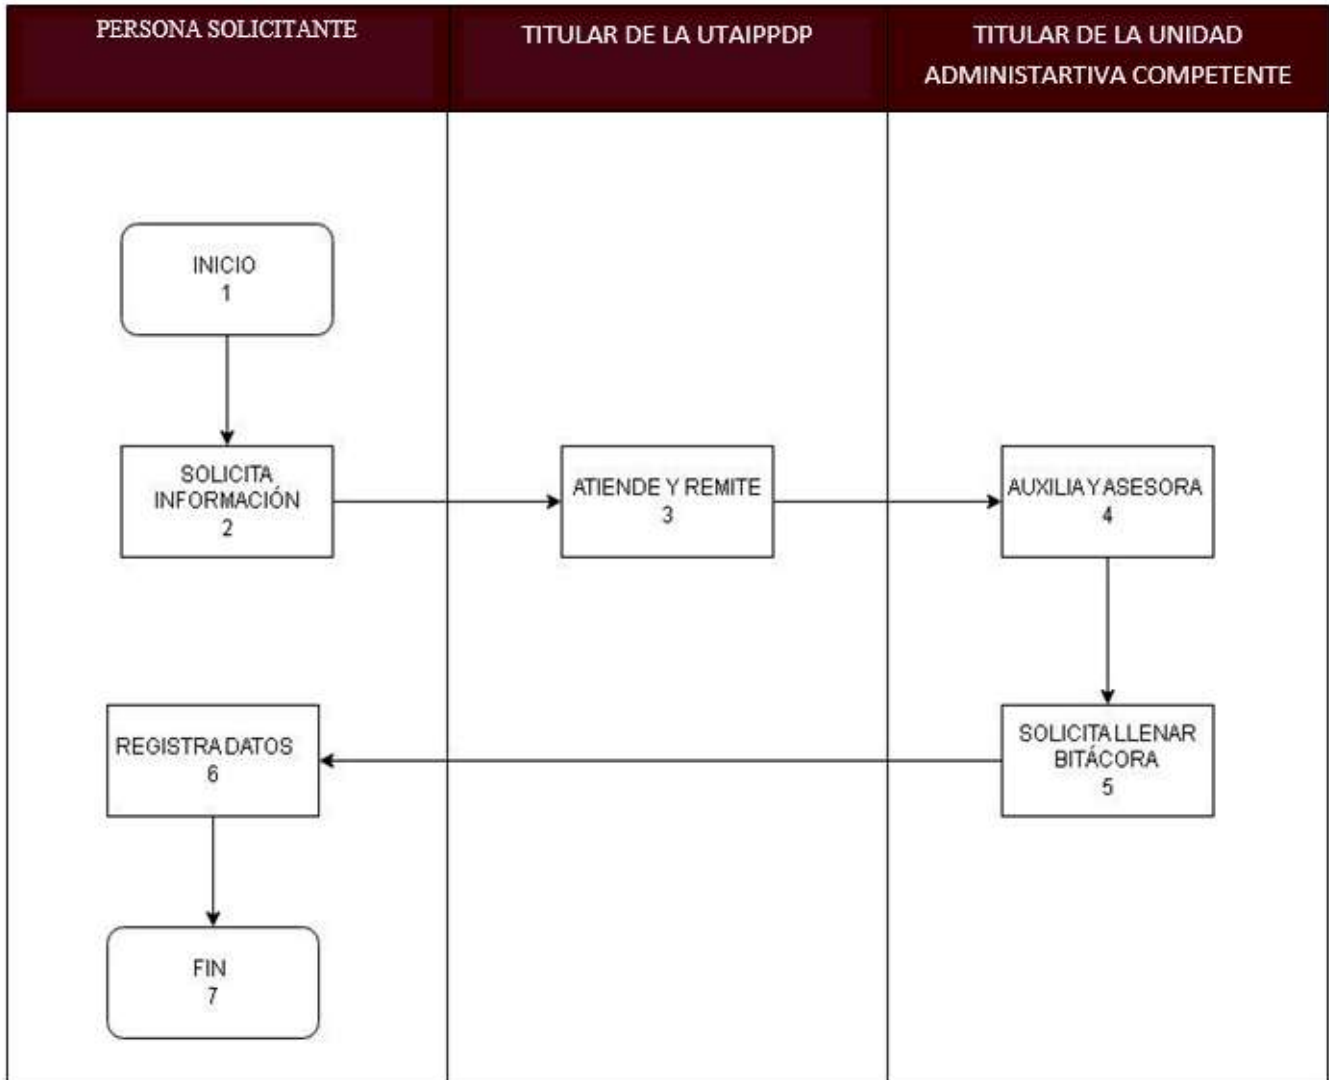 PERSONA SOLICITANTE
TITULAR DE LA UTAIPPDP
TITULAR DE LA UNIDAD
ADMINISTARTIVA COMPETENTE
INICIO
1
SOLICITA
INFORMACIÓN
2
ATIENDE Y REMITE
3
AUXILIA Y ASESORA
4
SOLICITA LLENAR
BITÁCORA
5
REGISTRA DATOS
6
FIN
7